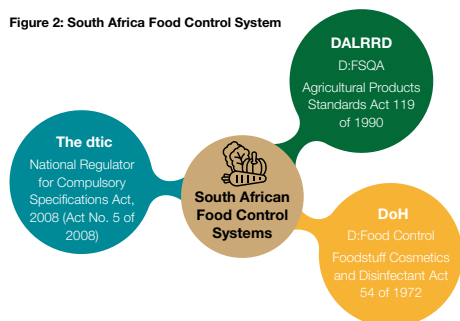 Figure 2: South Africa Food Control System
DALRRD
D:FSQA
Agricultural Products
Standards Act 119
of 1990
The dtic
National Regulator
for Compulsory
Specifications Act,
2008 (Act No. 5 of
2008)
South African
Food Control
Systems
DoH
D:Food Control
Foodstuff Cosmetics
and Disinfectant Act
54 of 1972